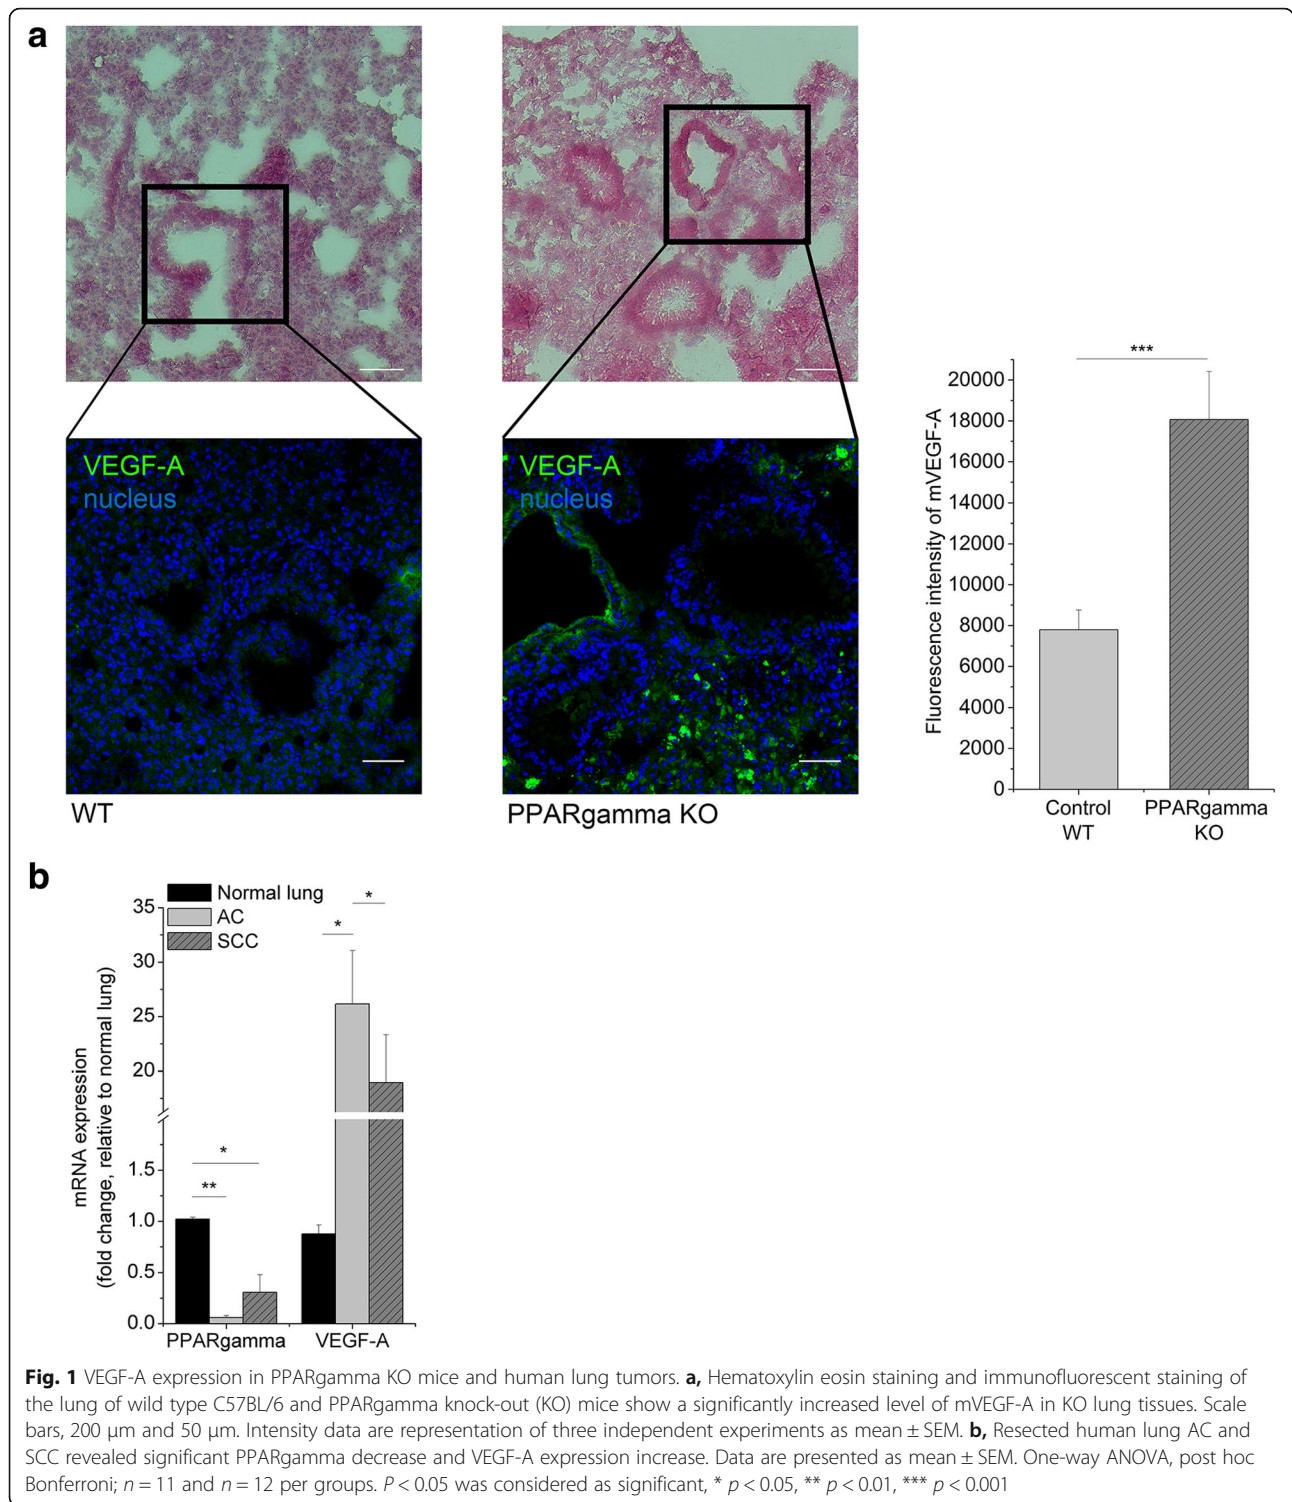 a
VEGF-A
nucleus
WT
VEGF-A
nucleus
PPARgamma KO
***
Fluorescence intensity of mVEGF-A
20000
18000
16000
14000
12000
10000
8000
6000
4000
2000
0
Control
WT
PPARgamma
KO
b
Normal lung
AC
SCC
mRNA expression
(fold change, relative to normal lung)
35
30
25
20
1.5
1.0
0.5
0.0
*
**
*
*
PPARgamma
VEGF-A
Fig. 1 VEGF-A expression in PPARgamma KO mice and human lung tumors. a, Hematoxylin eosin staining and immunofluorescent staining of
the lung of wild type C57BL/6 and PPARgamma knock-out (KO) mice show a significantly increased level of mVEGF-A in KO lung tissues. Scale
bars, 200 μm and 50 μm. Intensity data are representation of three independent experiments as mean ± SEM. b, Resected human lung AC and
SCC revealed significant PPARgamma decrease and VEGF-A expression increase. Data are presented as mean ± SEM. One-way ANOVA, post hoc
Bonferroni; n = 11 and n = 12 per groups. P < 0.05 was considered as significant, * p < 0.05, ** p < 0.01, *** p < 0.001